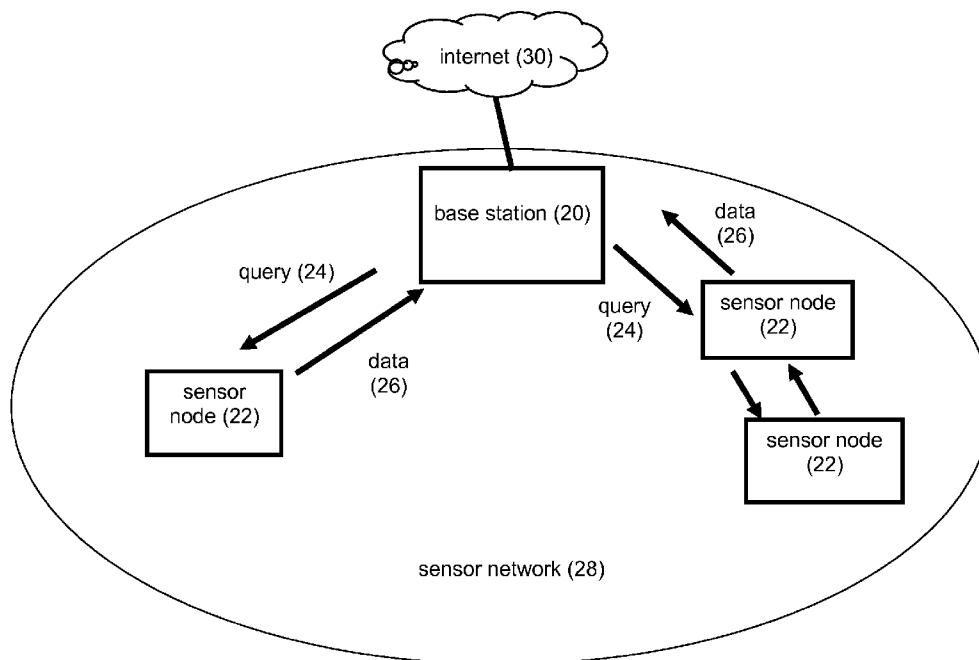 internet (30)
base station (20)
data
(26)
query (24)
query
(24)
sensor node
(22)
data
(26)
sensor
node (22)
sensor node
(22)
sensor network (28)